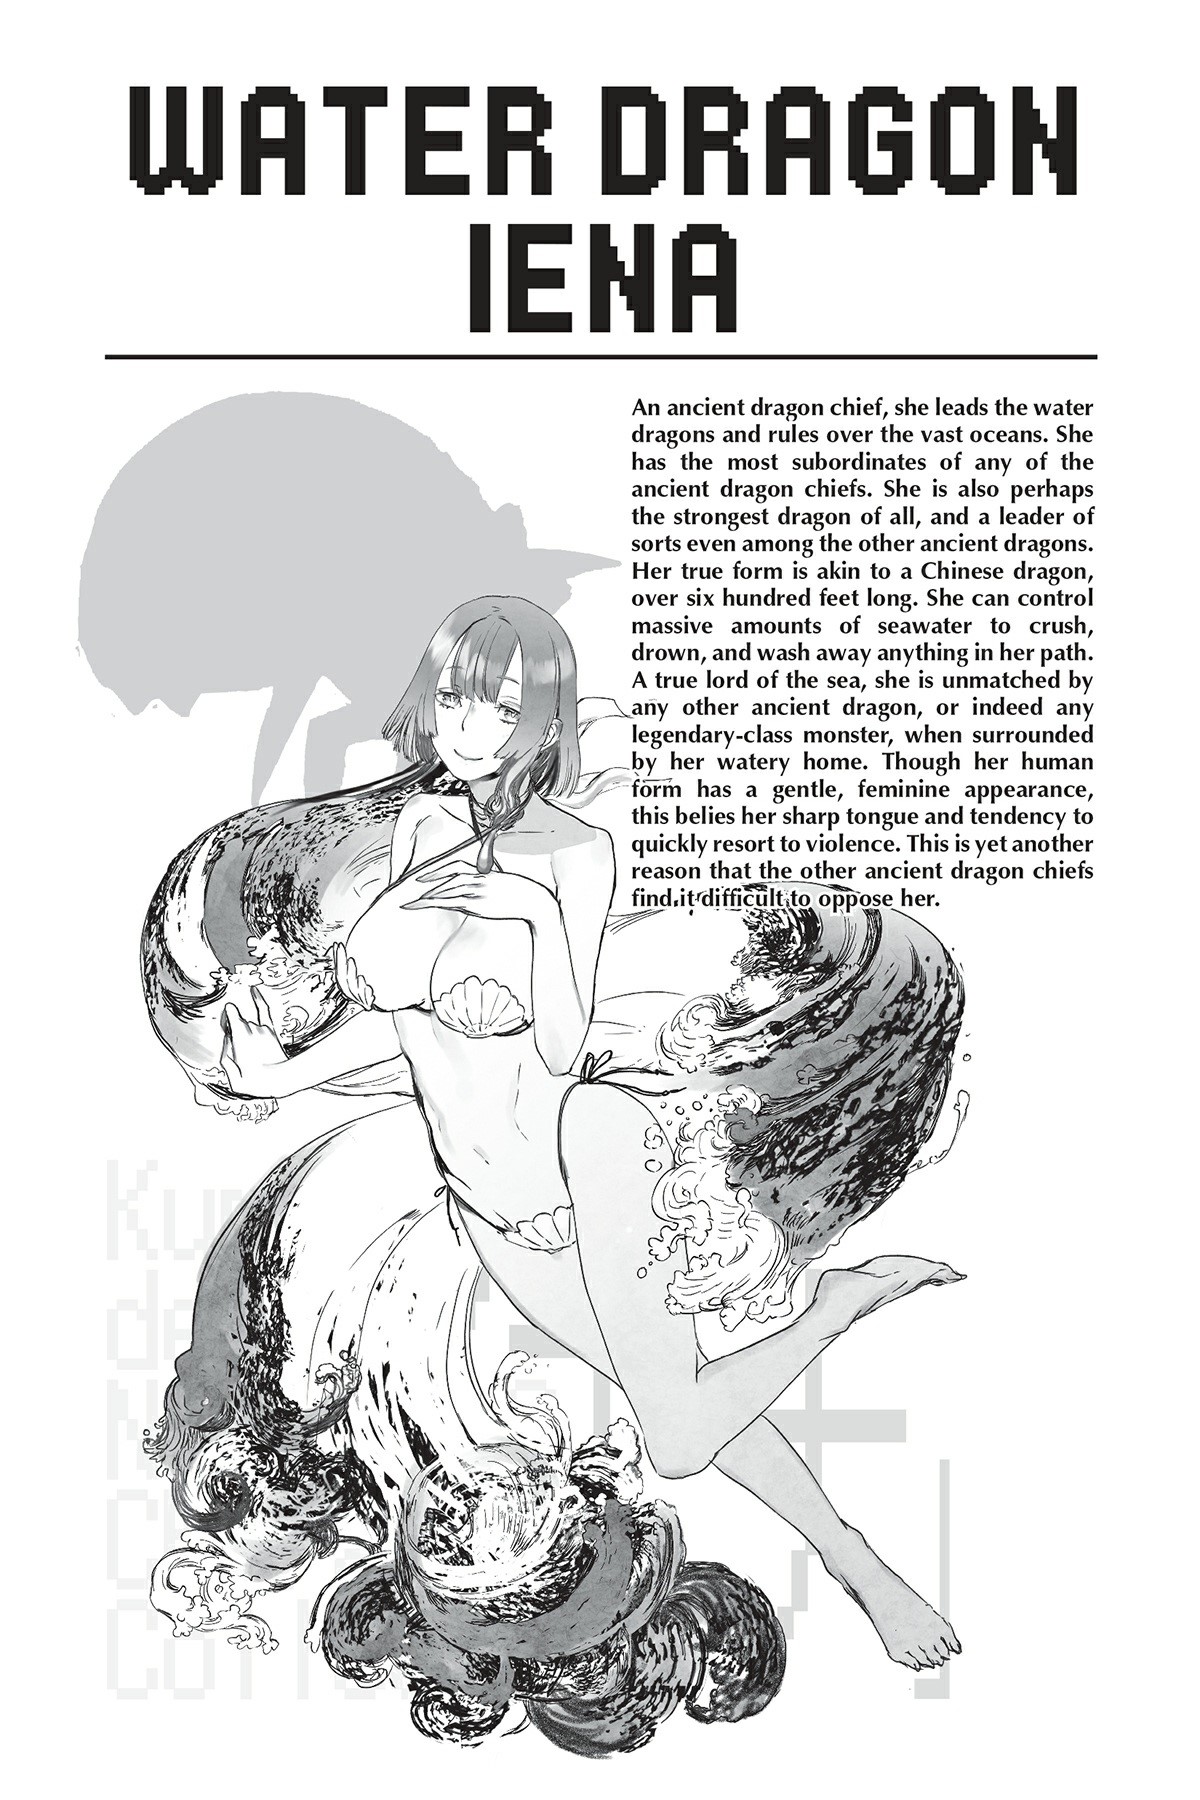 WATER DRAGON
IENA
An ancient dragon chief, she leads the water
dragons and rules over the vast oceans. She
has the most subordinates of any of the
ancient dragon chiefs. She is also perhaps
the strongest dragon of all, and a leader of
sorts even among the other ancient dragons.
Her true form is akin to a Chinese dragon,
over six hundred feet long. She can control
massive amounts of seawater to crush,
drown, and wash away anything in her path.
A true lord of the sea, she is unmatched by
any other ancient dragon, or indeed any
legendary-class monster, when surrounded
by her watery home. Though her human
form has a gentle, feminine appearance,
this belies her sharp tongue and tendency to
quickly resort to violence. This is yet another
reason that the other ancient dragon chiefs
find it difficult to oppose her.